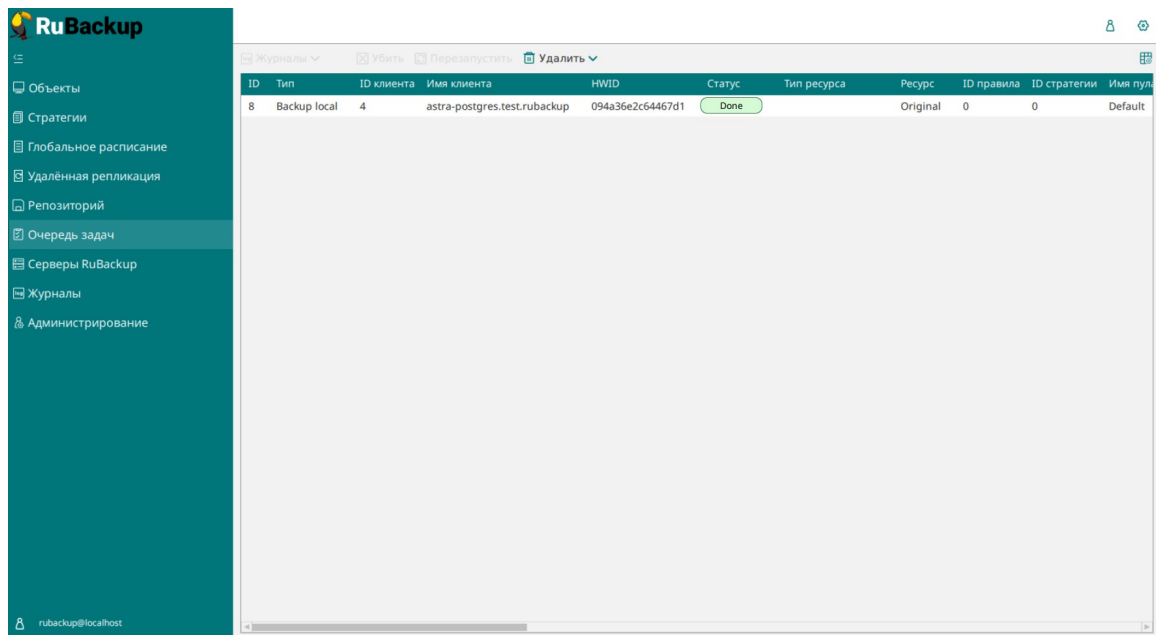 RuBackup
Журналы Убить Перезапустить Удалить
Объекты
Стратегии
Глобальное расписание
Удалённая репликация
Репозиторий
Очередь задач
Серверы RuBackup
Журналы
Администрирование
rubackup@localhost
ID Тип ID клиента Имя клиента HWID Статус Тип ресурса Ресурс ID правила ID стратегии Имя пула
8 Backup local 4 astra-postgres.test.rubackup 094a36e2c64467d1 Done Original 0 0 Default